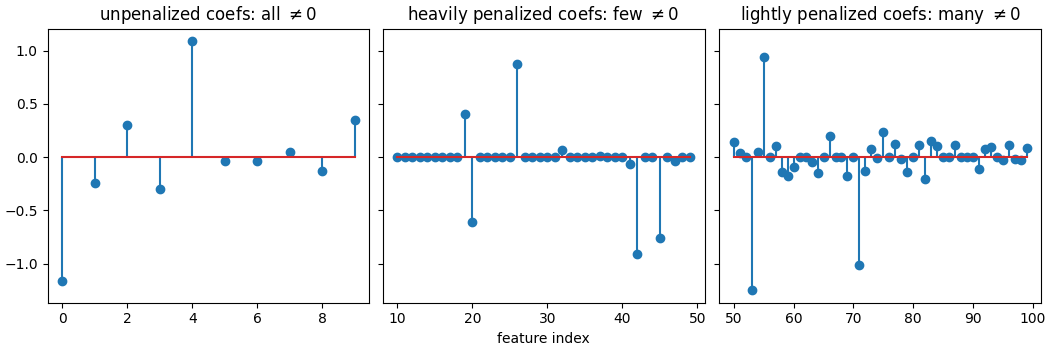 unpenalized coefs: all ≠0
heavily penalized coefs: few ≠0
lightly penalized coefs: many ≠0
1.0
0.5
0.0
−0.5
−1.0
0 2 4 6 8
10 20 30 40 50
50 60 70 80 90 100
feature index